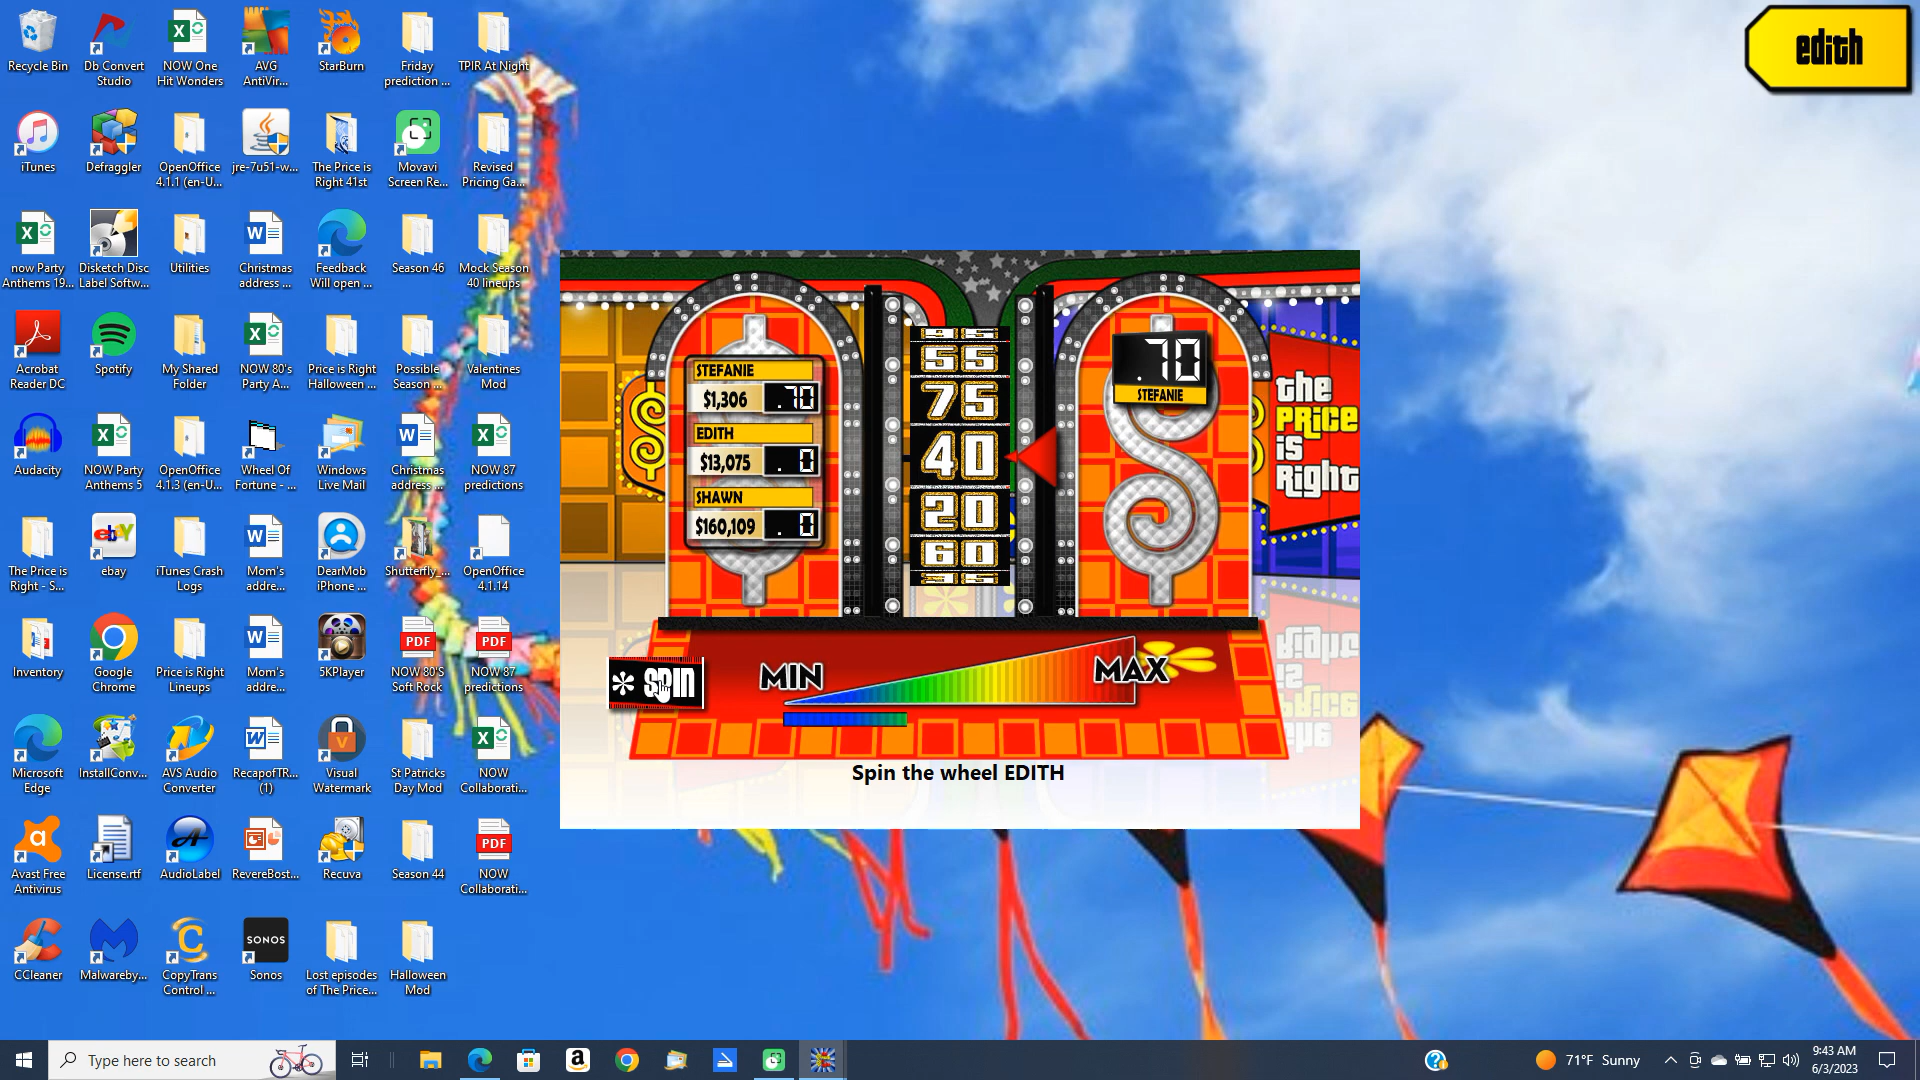 Recycle Bin
Db Convert
Studio
NOW One
Hit Wonders
AVG
AntiVir...
StarBurn
Friday
prediction ...
TPIR At Night
iTunes
Defraggler
OpenOffice
4.1.1 (en-U...
jre-7u51-w...
The Price is
Right 41st
Movavi
Screen Re...
Revised
Pricing Ga...
now Party
Anthems 19...
Disketch Disc
Label Softw...
Utilities
Christmas
address ...
Feedback
Will open ...
Season 46
Mock Season
40 lineups
Acrobat
Reader DC
Spotify
My Shared
Folder
NOW 80's
Party A...
Price is Right
Halloween ...
Possible
Season ...
Valentines
Mod
Audacity
NOW Party
Anthems 5
OpenOffice
4.1.3 (en-U...
Wheel Of
Fortune - ...
Windows
Live Mail
Christmas
address ...
NOW 87
predictions
The Price is
Right - S...
ebay
iTunes Crash
Logs
Mom's
addre...
DearMob
iPhone ...
Shutterfly_...
OpenOffice
4.1.14
Inventory
Google
Chrome
Price is Right
Lineups
Mom's
addre...
5KPlayer
NOW 80'S
Soft Rock
NOW 87
predictions
Microsoft
Edge
InstallConv...
AVS Audio
Converter
RecapofTR...
(1)
Visual
Watermark
St Patricks
Day Mod
NOW
Collaborati...
Avast Free
Antivirus
License.rtf
AudioLabel
RevereBost...
Recuva
Season 44
NOW
Collaborati...
CCleaner
Malwareby...
CopyTrans
Control ...
SONOS
Sonos
Lost episodes
of The Price...
Halloween
Mod
edith
STEFANIE
$1,306 .70
EDITH
$13,075 . 0
SHAWN
$160,109 . 0
55
75
40
20
60
.70
STEFANIE
the
PRICE
is
Right
* SPIN
MIN
MAX
Spin the wheel EDITH
Type here to search
71°F Sunny
9:43 AM
6/3/2023